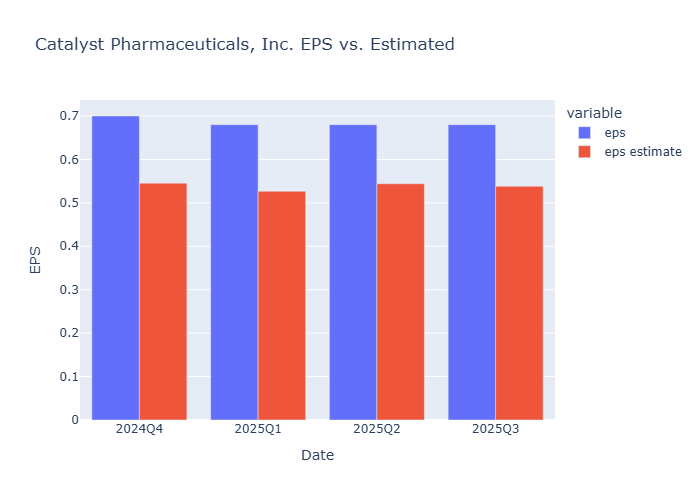 Catalyst Pharmaceuticals, Inc. EPS vs. Estimated
variable
eps
eps estimate
EPS
0.7
0.6
0.5
0.4
0.3
0.2
0.1
0
2024Q4
2025Q1
2025Q2
2025Q3
Date